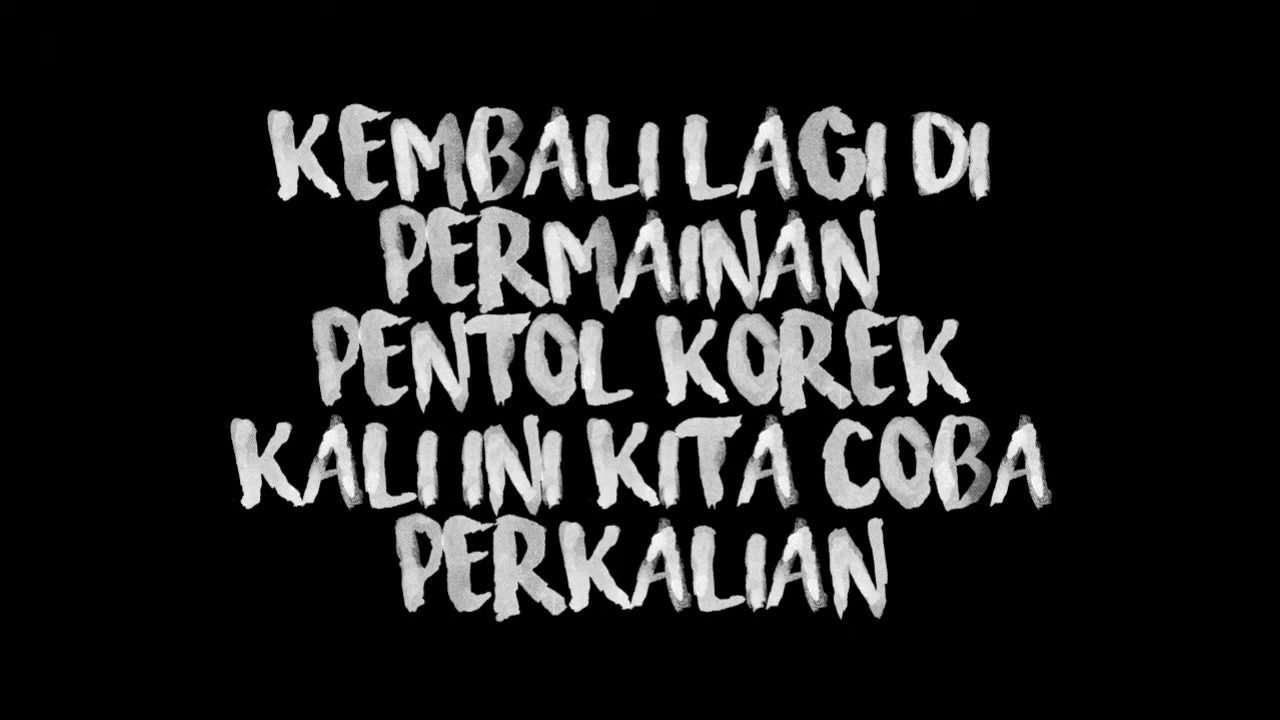 KEMBALI LAGI DI
PERMAINAN
PENTOL KOREK
KALI INI KITA COBA
PERKALIAN